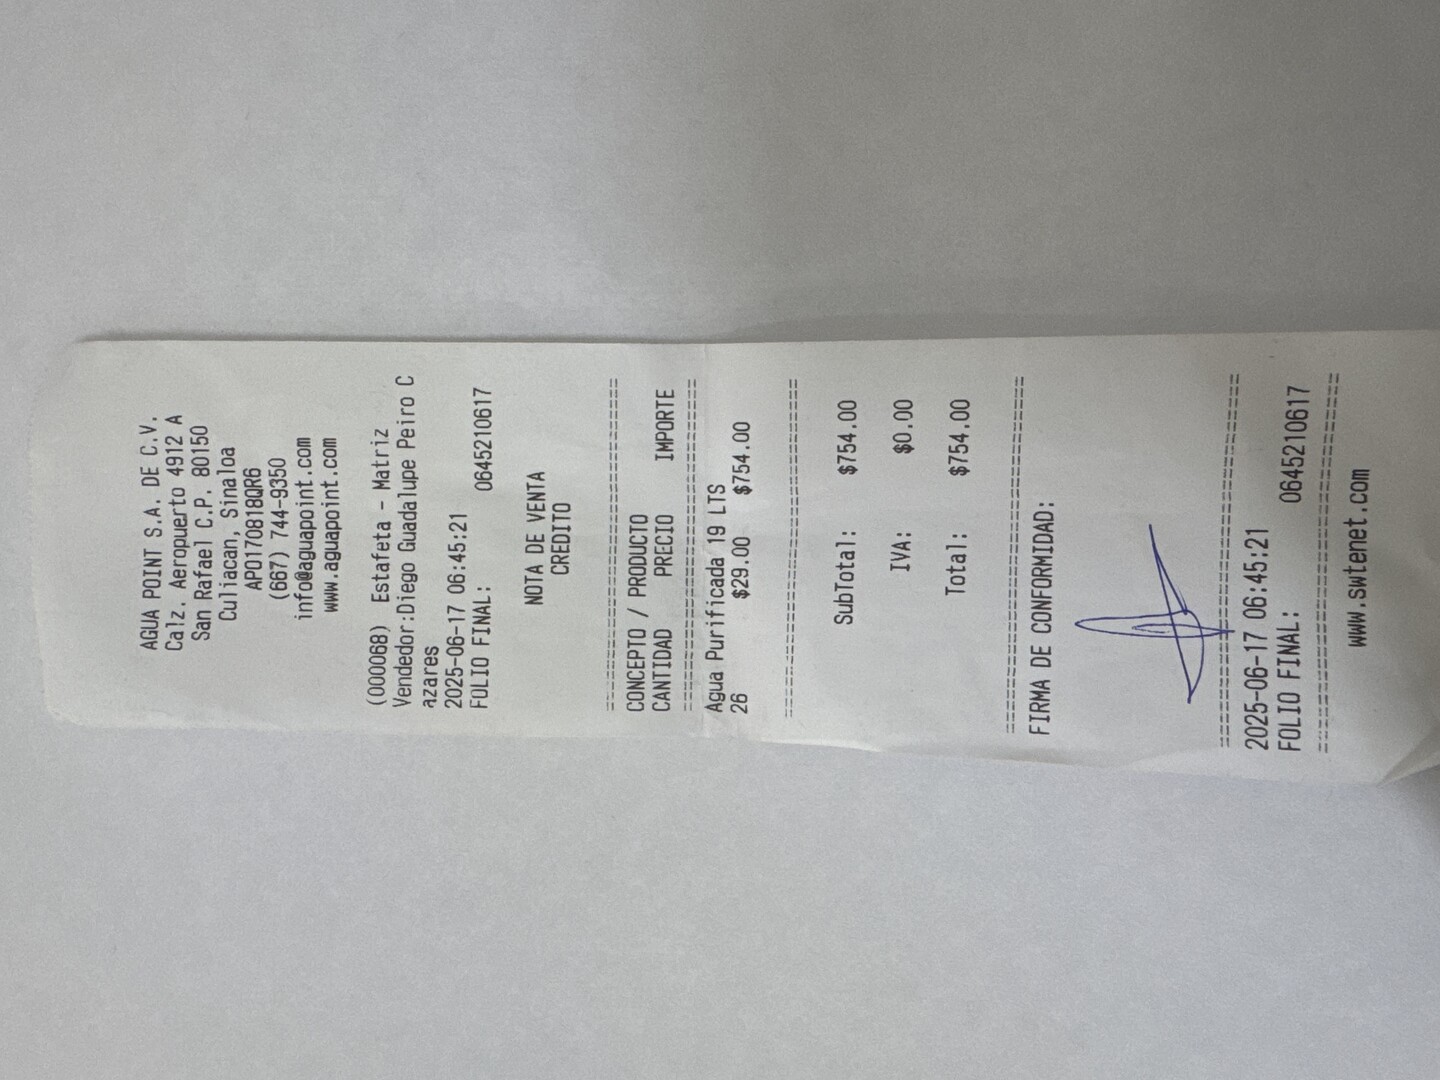 AGUA POINT S.A. DE C.V.
Calz. Aeropuerto 4912 A
San Rafael C.P. 80150
Culiacan, Sinaloa
APO170818QR6
(667) 744-9350
info@aguapoint.com
www.aguapoint.com
(000068) Estafeta - Matriz
Vendedor:Diego Guadalupe Peiro C
azares
2025-06-17 06:45:21
FOLIO FINAL: 0645210617
NOTA DE VENTA
CREDITO
================================
CONCEPTO / PRODUCTO
CANTIDAD PRECIO IMPORTE
================================
Agua Purificada 19 LTS
26 $29.00 $754.00
================================
SubTotal: $754.00
IVA: $0.00
Total: $754.00
================================
FIRMA DE CONFORMIDAD:
================================
2025-06-17 06:45:21
FOLIO FINAL: 0645210617
================================
www.swtenet.com